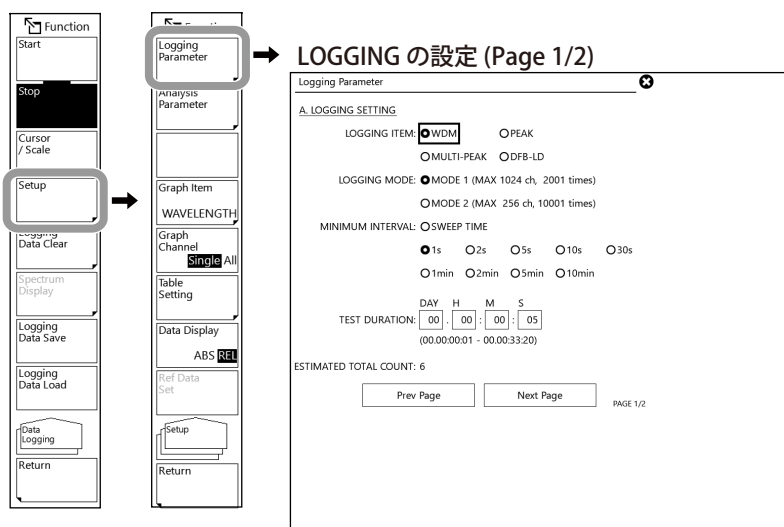 Function
Start
Stop
Cursor
/ Scale
Setup
Logging
Data Clear
Spectrum
Display
Logging
Data Save
Logging
Data Load
Data
Logging
Return
Function
Logging
Parameter
Analysis
Parameter
Graph Item
WAVELENGTH
Graph
Channel
Single All
Table
Setting
Data Display
ABS REL
Ref Data
Set
Setup
Return
LOGGING の設定 (Page 1/2)
Logging Parameter
A. LOGGING SETTING
LOGGING ITEM: WDM PEAK
MULTI-PEAK DFB-LD
LOGGING MODE: MODE 1 (MAX 1024 ch, 2001 times)
MODE 2 (MAX 256 ch, 10001 times)
MINIMUM INTERVAL: SWEEP TIME
1s 2s 5s 10s 30s
1min 2min 5min 10min
DAY H M S
TEST DURATION: 00 . 00 : 00 : 05
(00.00:00:01 - 00.00:33:20)
ESTIMATED TOTAL COUNT: 6
Prev Page Next Page PAGE 1/2